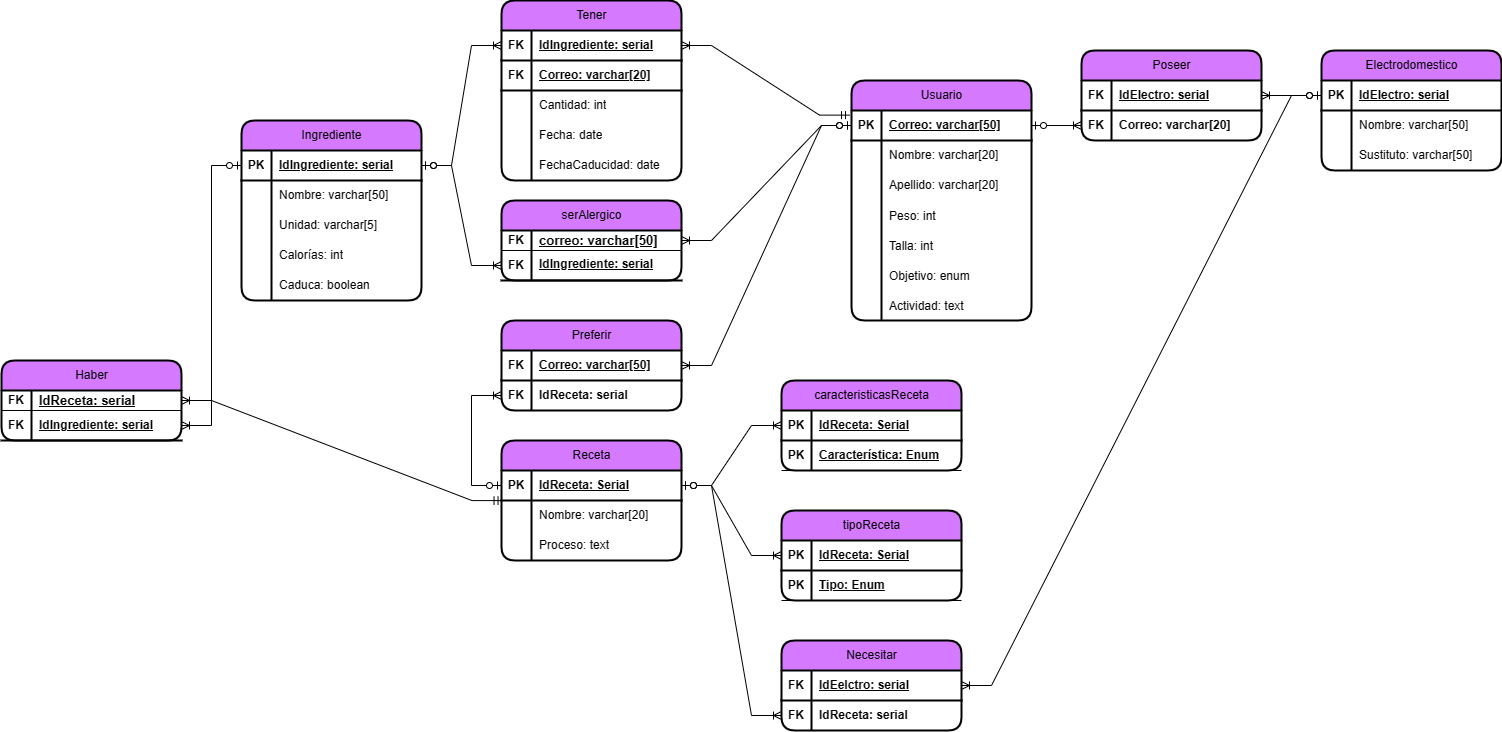 Tener
FK IdIngrediente: serial
FK Correo: varchar[20]
Cantidad: int
Fecha: date
FechaCaducidad: date
Ingrediente
PK IdIngrediente: serial
Nombre: varchar[50]
Unidad: varchar[5]
Calorías: int
Caduca: boolean
serAlergico
FK correo: varchar[50]
FK IdIngrediente: serial
Usuario
PK Correo: varchar[50]
Nombre: varchar[20]
Apellido: varchar[20]
Peso: int
Talla: int
Objetivo: enum
Actividad: text
Poseer
FK IdElectro: serial
FK Correo: varchar[20]
Electrodomestico
PK IdElectro: serial
Nombre: varchar[50]
Sustituto: varchar[50]
Haber
FK IdReceta: serial
FK IdIngrediente: serial
Preferir
FK Correo: varchar[50]
FK IdReceta: serial
Receta
PK IdReceta: Serial
Nombre: varchar[20]
Proceso: text
caracteristicasReceta
PK IdReceta: Serial
PK Característica: Enum
tipoReceta
PK IdReceta: Serial
PK Tipo: Enum
Necesitar
FK IdEelctro: serial
FK IdReceta: serial